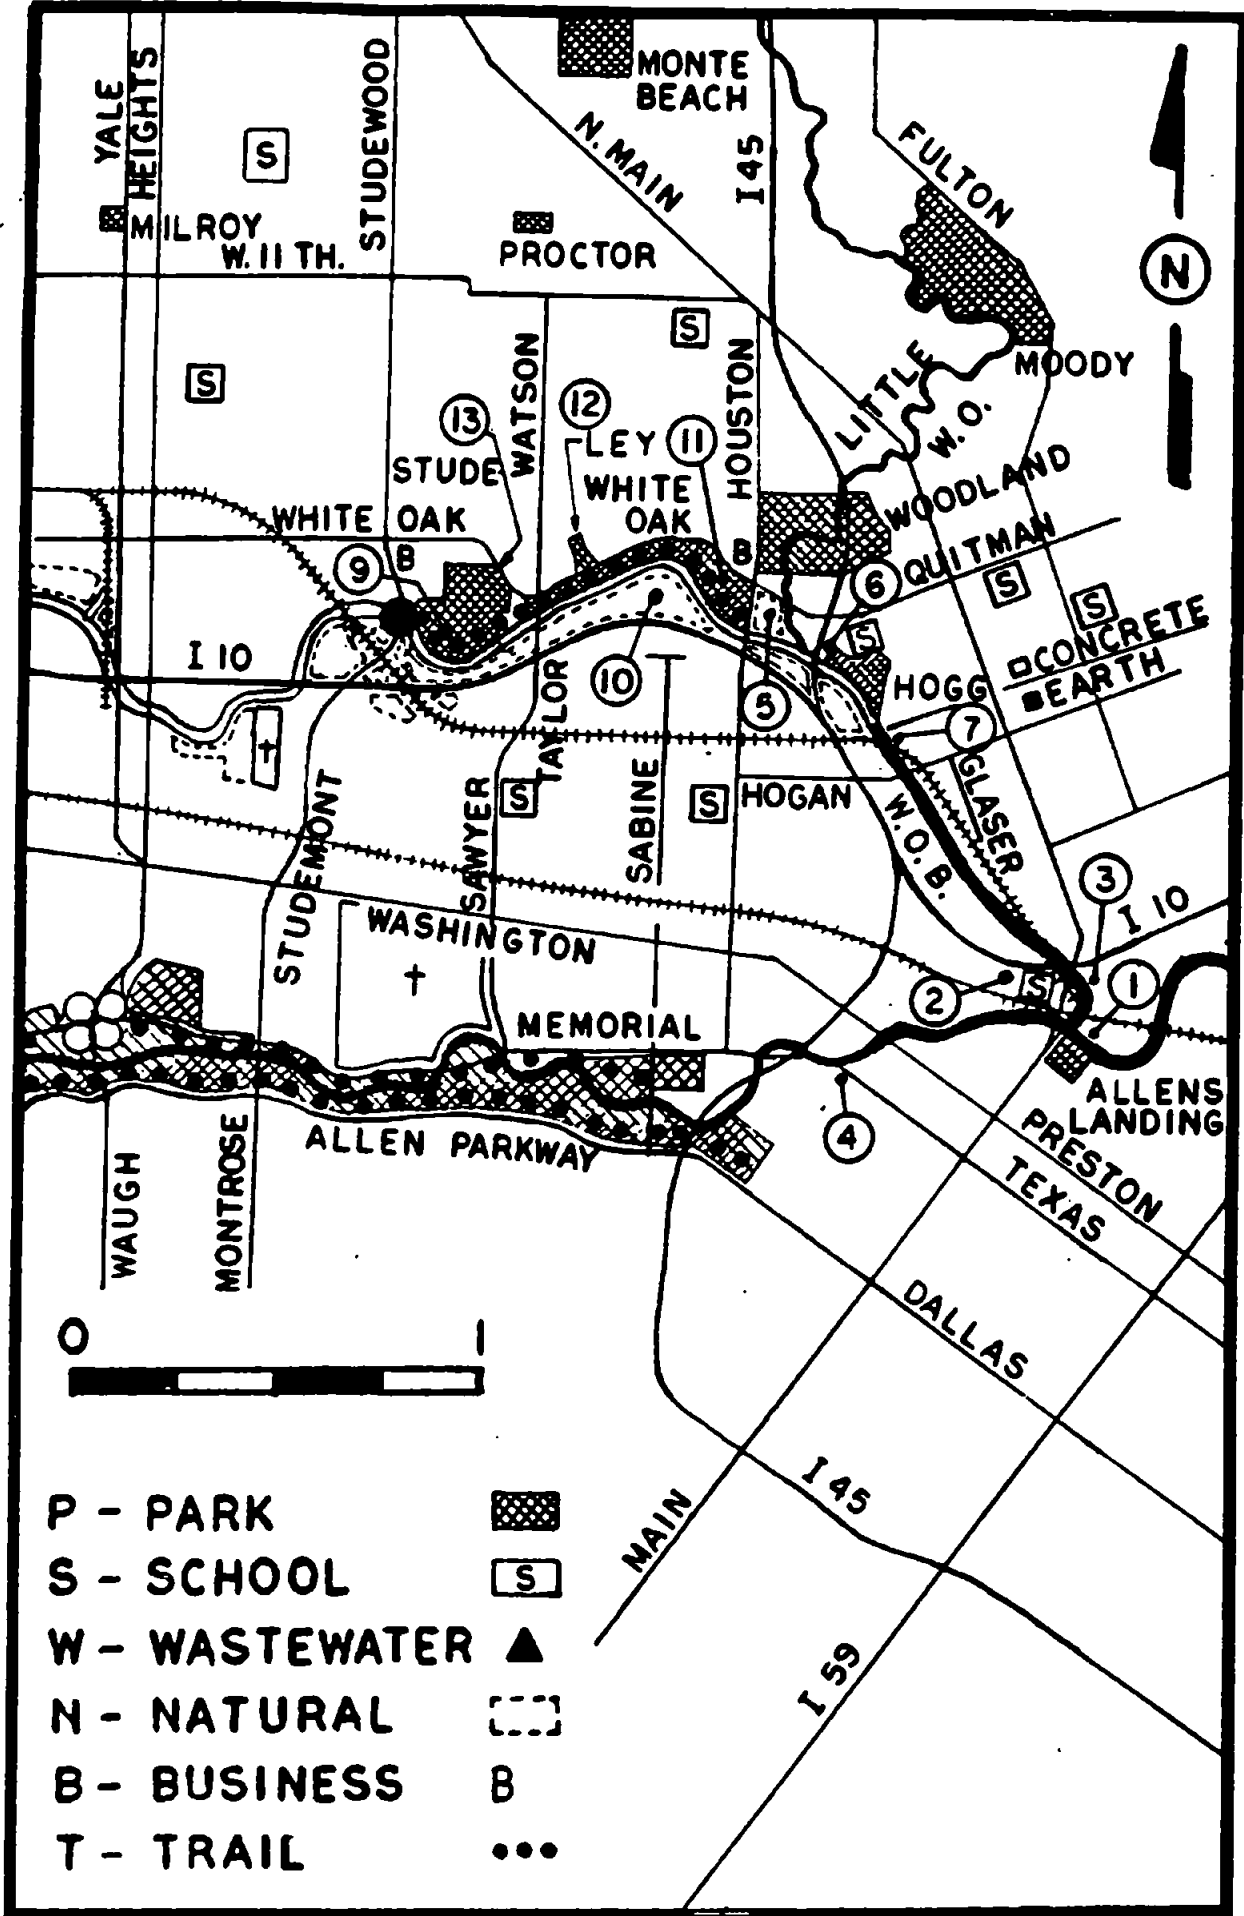 MONTE
BEACH
YALE
HEIGHTS
STUDEWOOD
S
N. MAIN
I 45
FULTON
MILROY
W. 11 TH.
PROCTOR
N
S
S
WATSON
HOUSTON
LITTLE
W.O.
MOODY
13
12
LEY
11
STUDE
WHITE
OAK
WHITE OAK
B
B
WOODLAND
QUITMAN
9
6
S
S
S
I 10
10
5
CONCRETE
EARTH
HOGG
7
TAYLOR
S
S
HOGAN
GLASER
W.O.B.
STUDEMONT
SAWYER
SABINE
WASHINGTON
3
I 10
2
S
1
MEMORIAL
4
ALLENS
LANDING
ALLEN PARKWAY
PRESTON
TEXAS
WAUGH
MONTROSE
DALLAS
0 1
I 45
MAIN
I 59
P - PARK
S - SCHOOL S
W - WASTEWATER
N - NATURAL
B - BUSINESS B
T - TRAIL